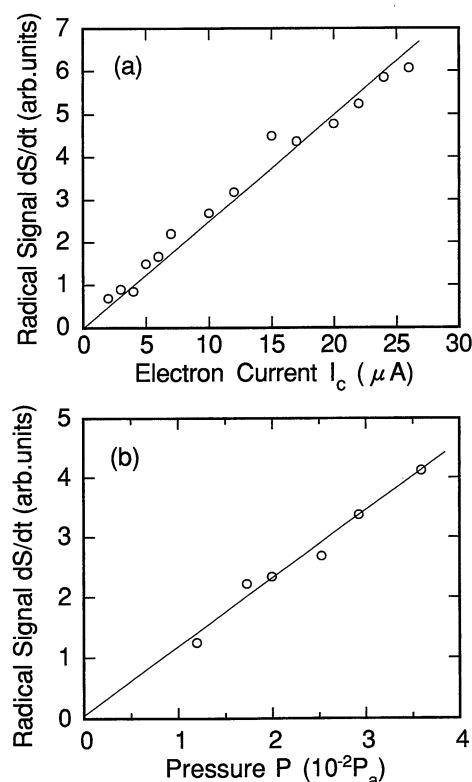 7
6
5
4
3
2
1
0
(a)
Radical Signal dS/dt (arb.units)
0 5 10 15 20 25 30
Electron Current I_c ( μA)
5
4
3
2
1
0
(b)
Radical Signal dS/dt (arb.units)
0 1 2 3 4
Pressure P (10⁻²Pₐ)